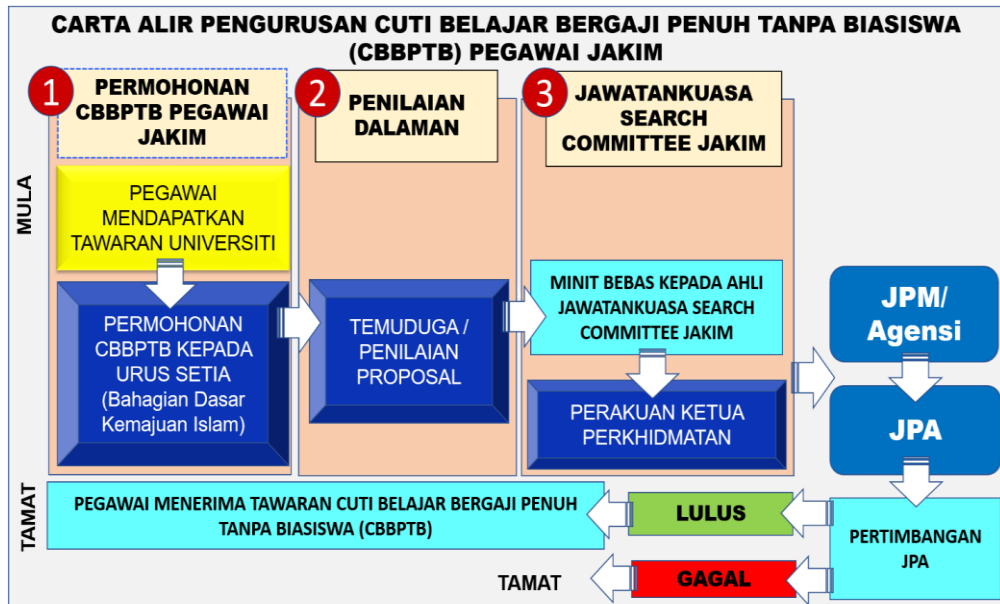 CARTA ALIR PENGURUSAN CUTI BELAJAR BERGAJI PENUH TANPA BIASISWA
(CBBPTB) PEGAWAI JAKIM
1
PERMOHONAN
CBBPTB PEGAWAI
JAKIM
2
PENILAIAN
DALAMAN
3
JAWATANKUASA
SEARCH
COMMITTEE JAKIM
MULA
PEGAWAI
MENDAPATKAN
TAWARAN UNIVERSITI
PERMOHONAN
CBBPTB KEPADA
URUS SETIA
(Bahagian Dasar
Kemajuan Islam)
TEMUDUGA /
PENILAIAN
PROPOSAL
MINIT BEBAS KEPADA AHLI
JAWATANKUASA SEARCH
COMMITTEE JAKIM
PERAKUAN KETUA
PERKHIDMATAN
JPM/
Agensi
JPA
TAMAT
PEGAWAI MENERIMA TAWARAN CUTI BELAJAR BERGAJI PENUH
TANPA BIASISWA (CBBPTB)
LULUS
PERTIMBANGAN
JPA
TAMAT
GAGAL